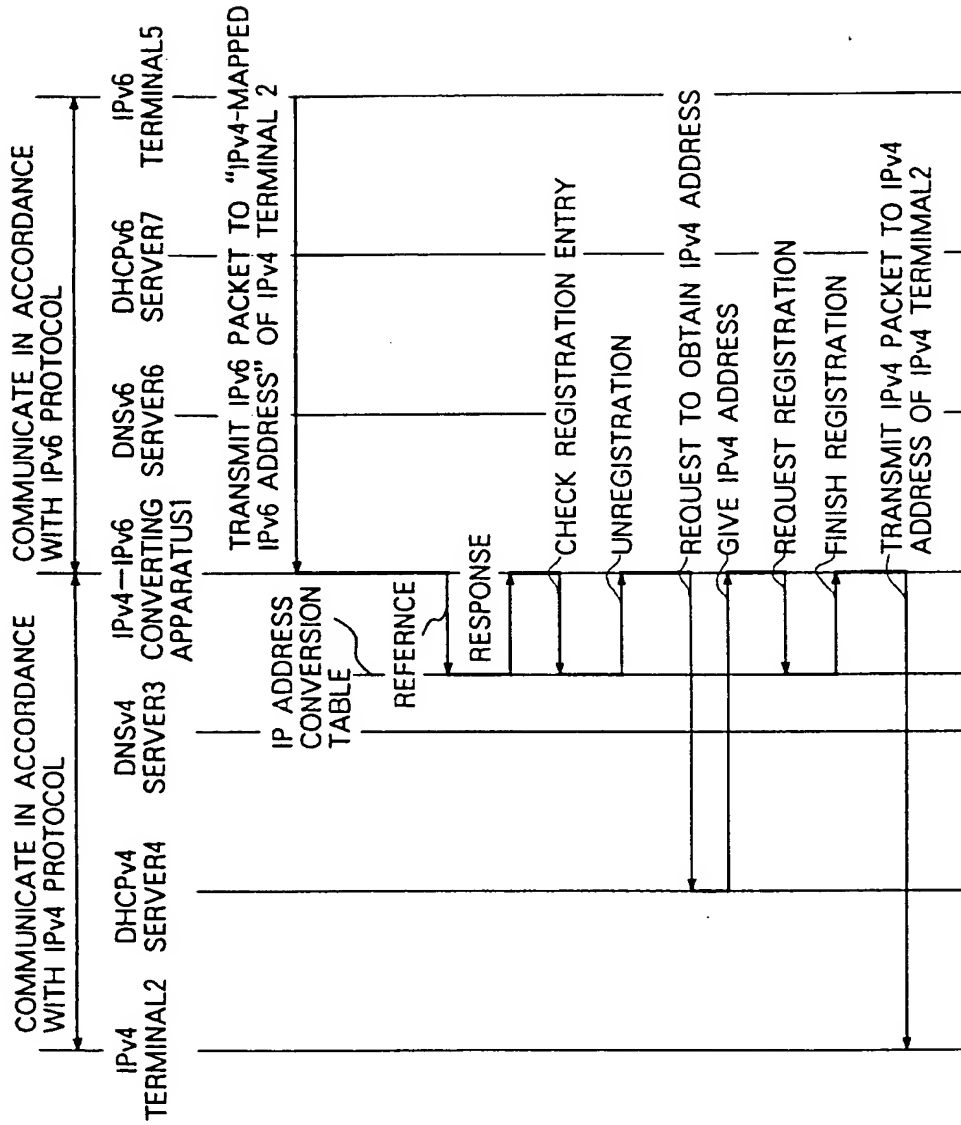 COMMUNICATE IN ACCORDANCE
WITH IPv4 PROTOCOL
COMMUNICATE IN ACCORDANCE
WITH IPv6 PROTOCOL
IPv4
TERMINAL2
DHCPv4
SERVER4
DNSv4
SERVER3
IPv4-IPv6
CONVERTING
APPARATUS1
DNSv6
SERVER6
DHCPv6
SERVER7
IPv6
TERMINAL5
TRANSMIT IPv6 PACKET TO "IPv4-MAPPED
IPv6 ADDRESS" OF IPv4 TERMINAL 2
IP ADDRESS
CONVERSION
TABLE
REFERNCE
RESPONSE
CHECK REGISTRATION ENTRY
UNREGISTRATION
REQUEST TO OBTAIN IPv4 ADDRESS
GIVE IPv4 ADDRESS
REQUEST REGISTRATION
FINISH REGISTRATION
TRANSMIT IPv4 PACKET TO IPv4
ADDRESS OF IPv4 TERMIMAL2